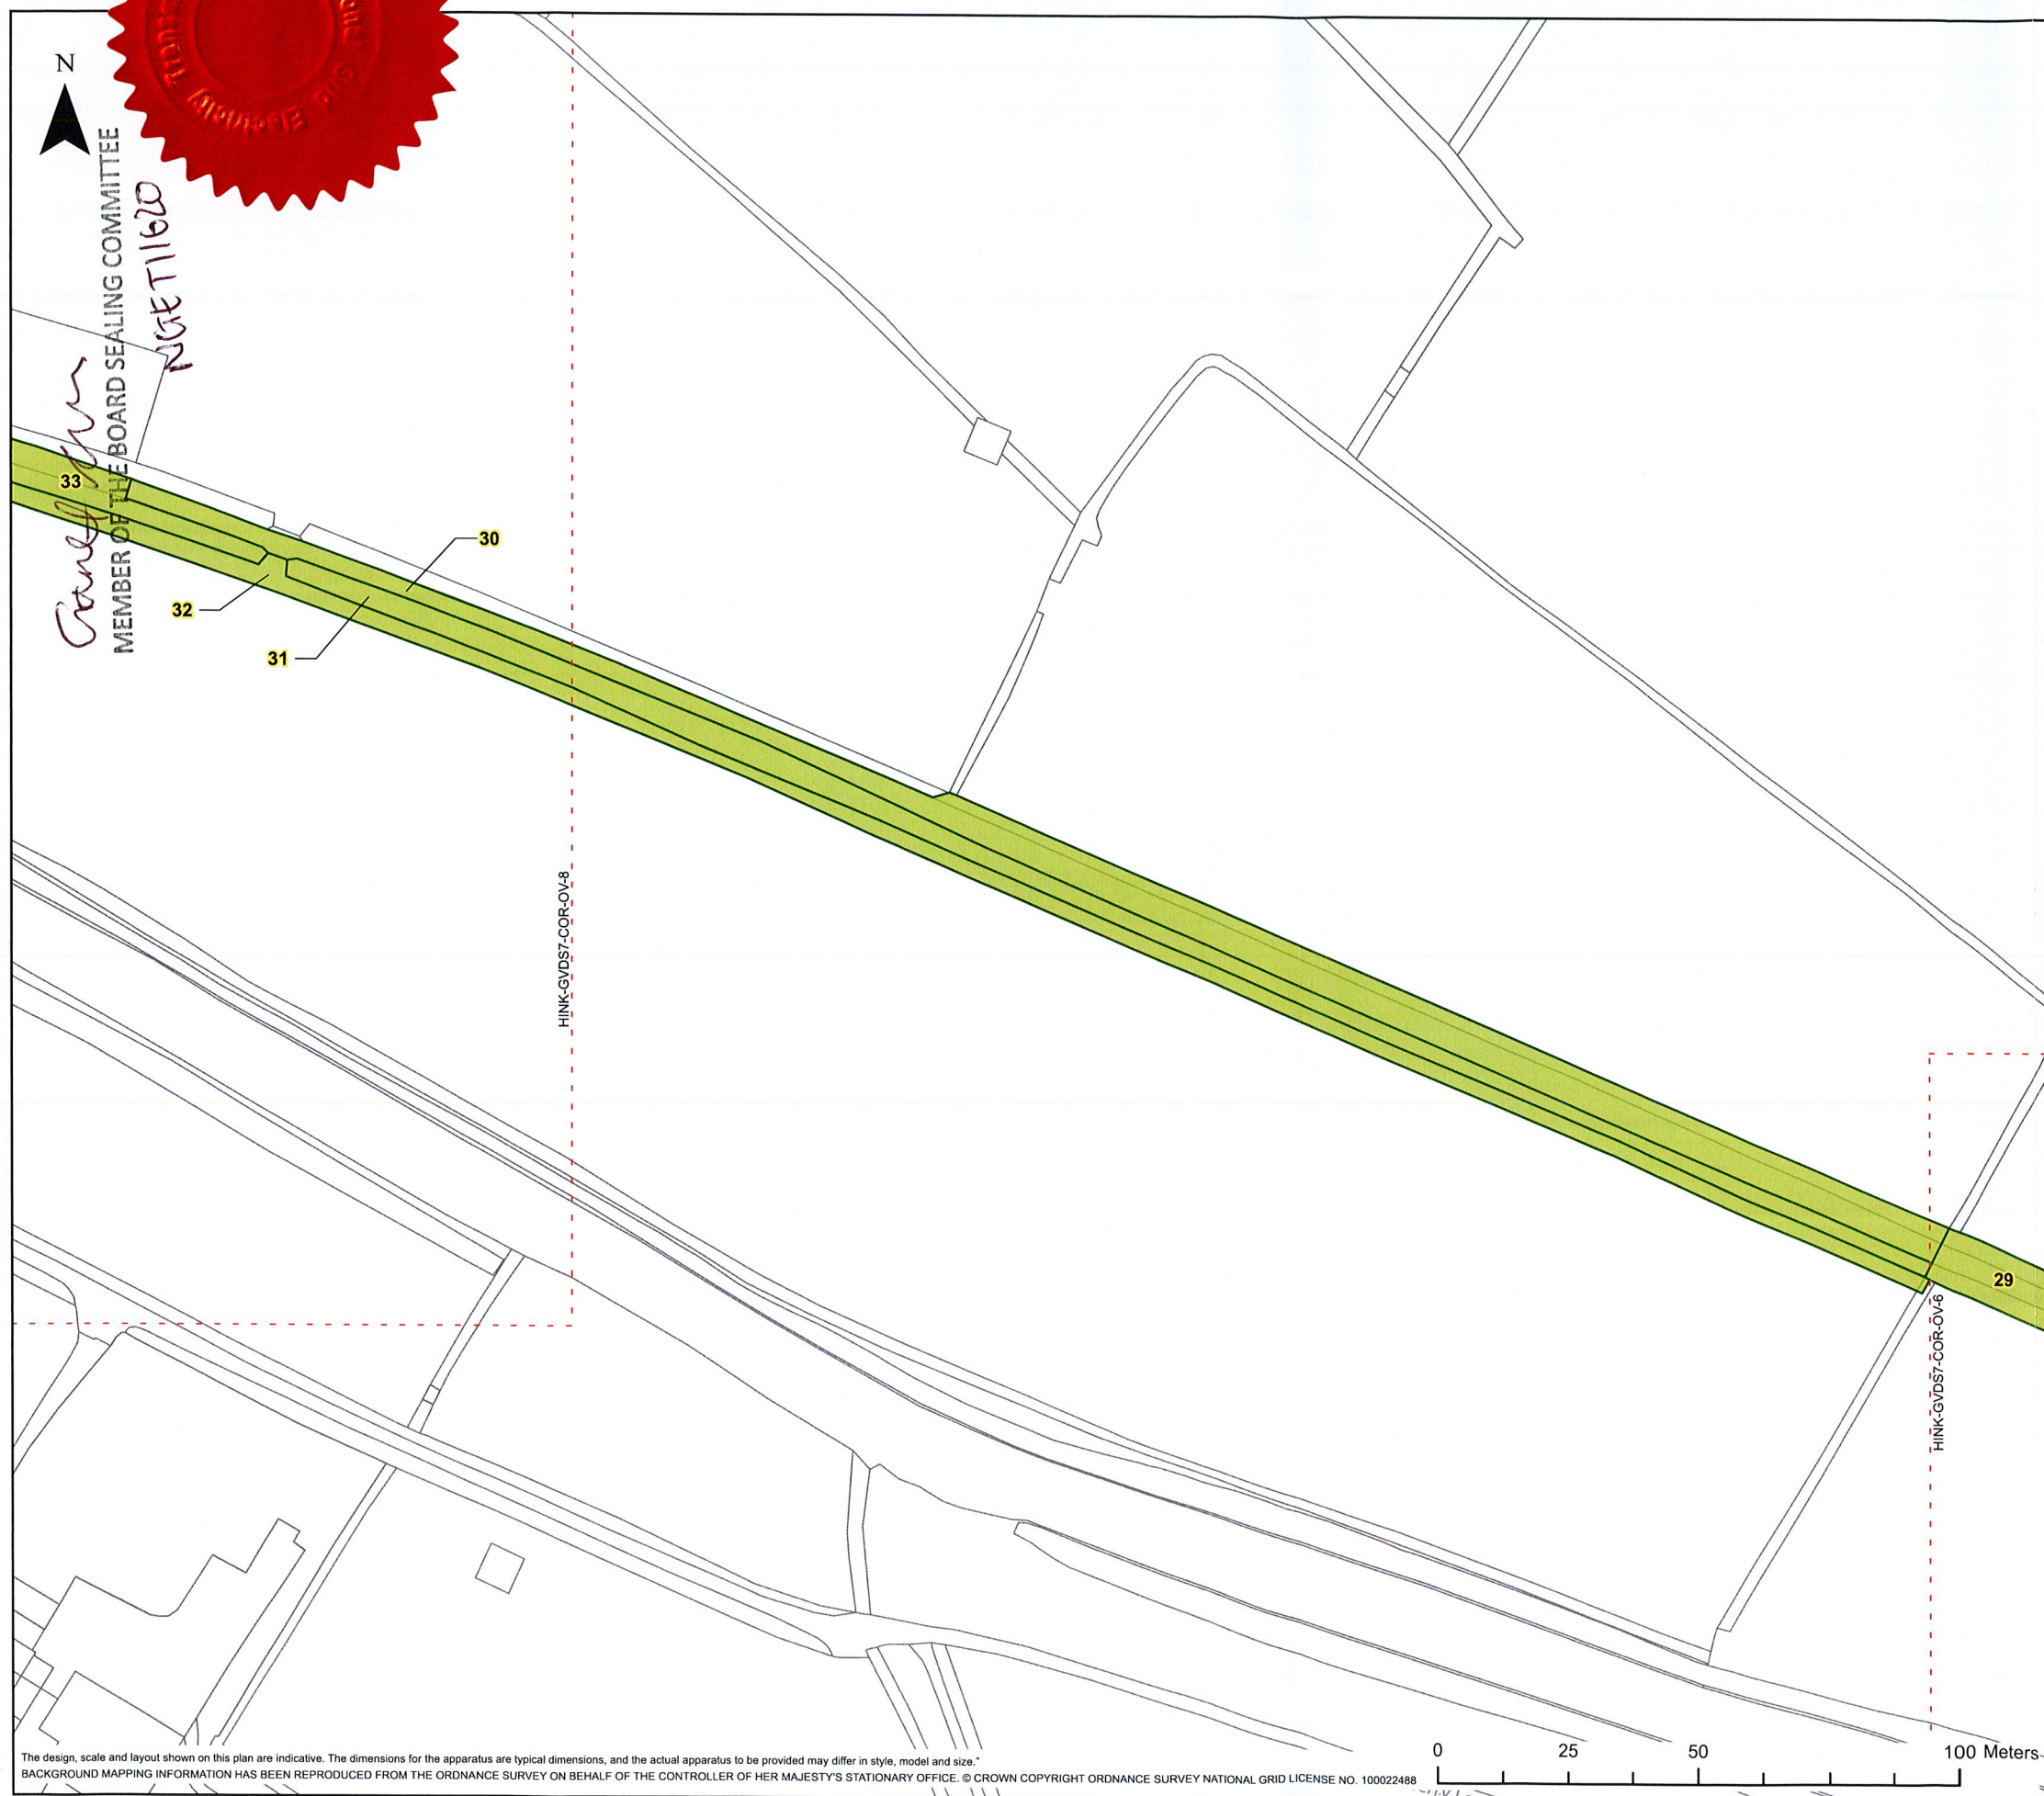 N
Electricity
MEMBER OF THE BOARD SEALING COMMITTEE
NGET11620
33
30
32
31
HINK-GVDS7-COR-OV-8
29
HINK-GVDS7-COR-OV-6
The design, scale and layout shown on this plan are indicative. The dimensions for the apparatus are typical dimensions, and the actual apparatus to be provided may differ in style, model and size."
BACKGROUND MAPPING INFORMATION HAS BEEN REPRODUCED FROM THE ORDNANCE SURVEY ON BEHALF OF THE CONTROLLER OF HER MAJESTY'S STATIONARY OFFICE. © CROWN COPYRIGHT ORDNANCE SURVEY NATIONAL GRID LICENSE NO. 100022488
0 25 50 100 Meters